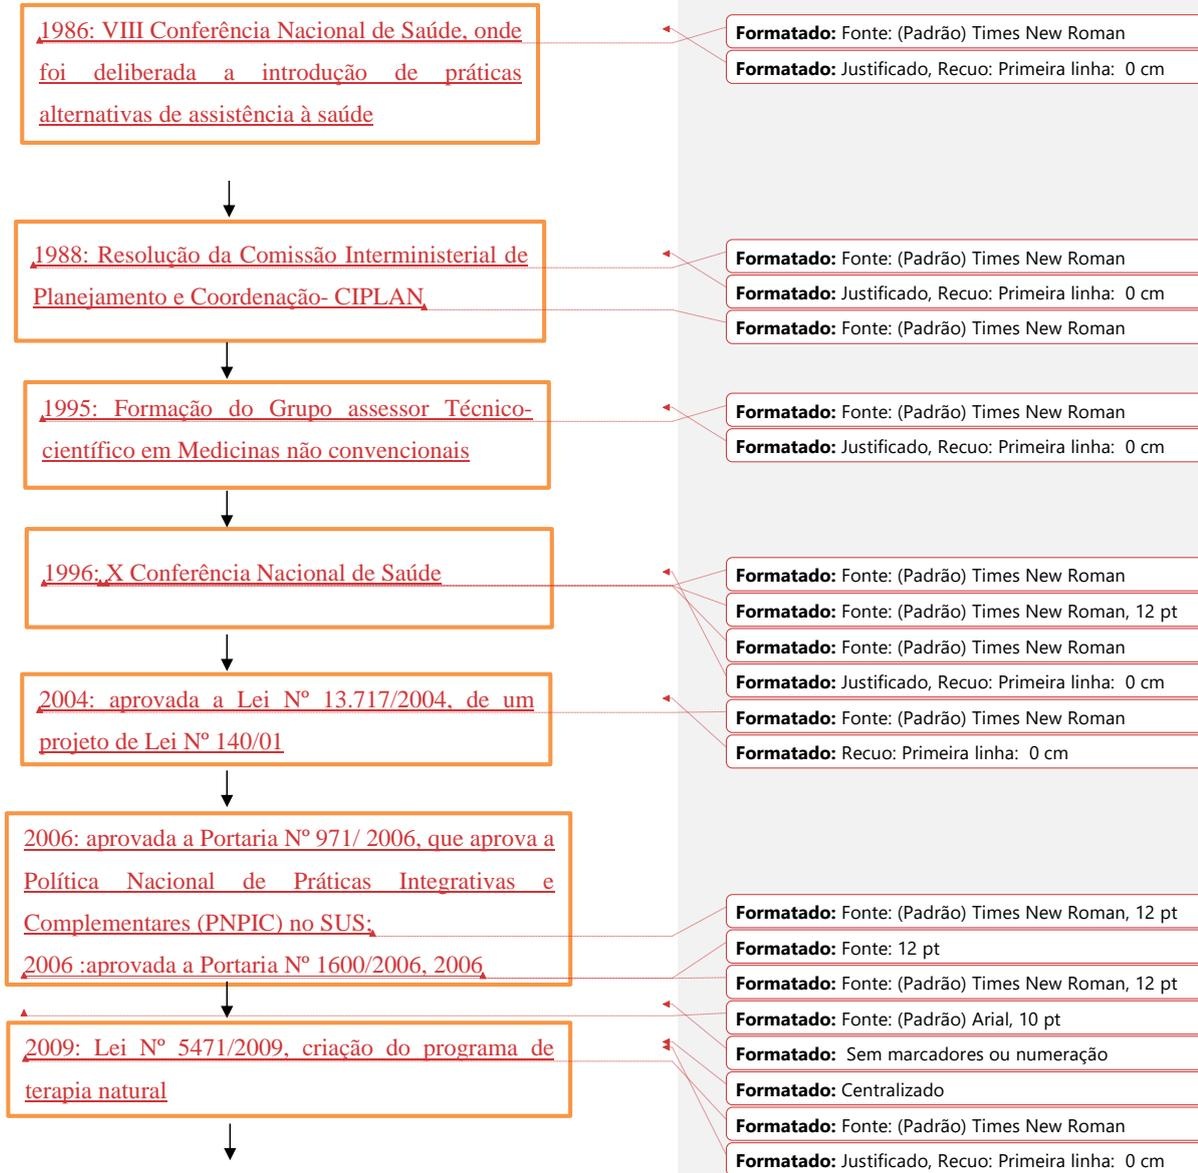 1986: VIII Conferência Nacional de Saúde, onde
foi deliberada a introdução de práticas
alternativas de assistência à saúde
Formatado: Fonte: (Padrão) Times New Roman
Formatado: Justificado, Recuo: Primeira linha: 0 cm
1988: Resolução da Comissão Interministerial de
Planejamento e Coordenação- CIPLAN
Formatado: Fonte: (Padrão) Times New Roman
Formatado: Justificado, Recuo: Primeira linha: 0 cm
Formatado: Fonte: (Padrão) Times New Roman
1995: Formação do Grupo assessor Técnico-
científico em Medicinas não convencionais
Formatado: Fonte: (Padrão) Times New Roman
Formatado: Justificado, Recuo: Primeira linha: 0 cm
1996: X Conferência Nacional de Saúde
Formatado: Fonte: (Padrão) Times New Roman
Formatado: Fonte: (Padrão) Times New Roman, 12 pt
Formatado: Fonte: (Padrão) Times New Roman
Formatado: Justificado, Recuo: Primeira linha: 0 cm
2004: aprovada a Lei Nº 13.717/2004, de um
projeto de Lei Nº 140/01
Formatado: Fonte: (Padrão) Times New Roman
Formatado: Recuo: Primeira linha: 0 cm
2006: aprovada a Portaria Nº 971/ 2006, que aprova a
Política Nacional de Práticas Integrativas e
Complementares (PNPIC) no SUS;
2006 :aprovada a Portaria Nº 1600/2006, 2006
Formatado: Fonte: (Padrão) Times New Roman, 12 pt
Formatado: Fonte: 12 pt
Formatado: Fonte: (Padrão) Times New Roman, 12 pt
Formatado: Fonte: (Padrão) Arial, 10 pt
Formatado: Sem marcadores ou numeração
2009: Lei Nº 5471/2009, criação do programa de
terapia natural
Formatado: Centralizado
Formatado: Fonte: (Padrão) Times New Roman
Formatado: Justificado, Recuo: Primeira linha: 0 cm